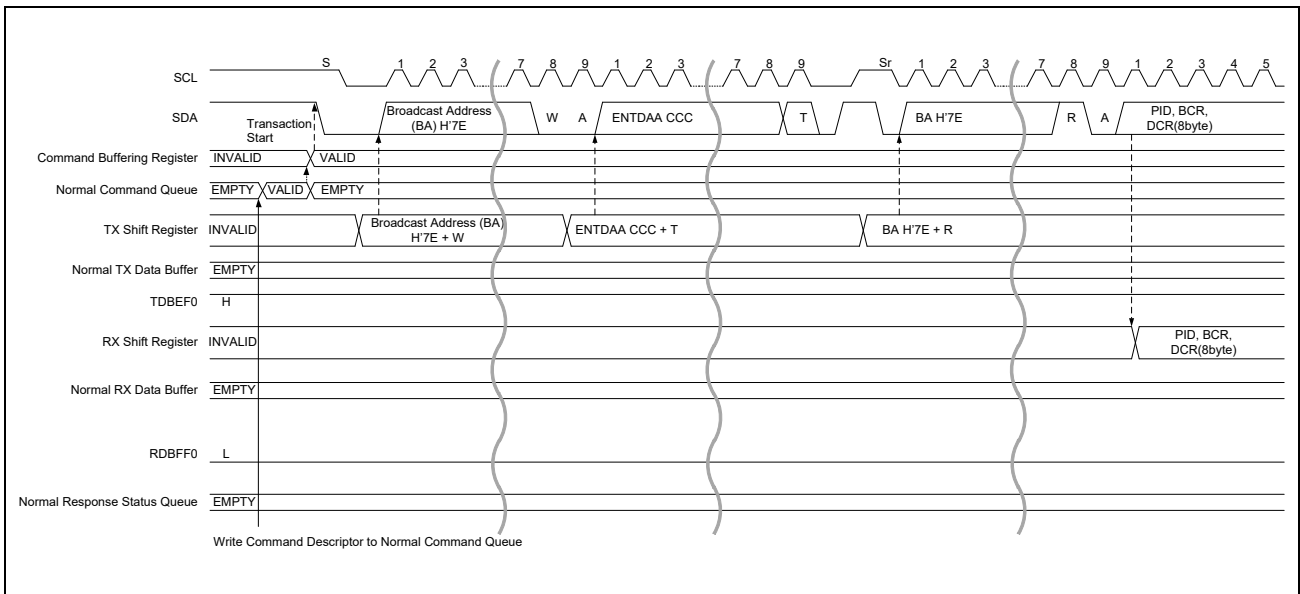 S 1 2 3 7 8 9 1 2 3 7 8 9 Sr 1 2 3 7 8 9 1 2 3 4 5
SCL
SDA
Transaction
Start
Broadcast Address
(BA) H'7E
W A ENTDAA CCC T BA H'7E R A
PID, BCR,
DCR(8byte)
Command Buffering Register INVALID VALID
Normal Command Queue EMPTY VALID EMPTY
TX Shift Register INVALID
Broadcast Address (BA)
H'7E + W
ENTDAA CCC + T BA H'7E + R
Normal TX Data Buffer EMPTY
TDBEF0 H
RX Shift Register INVALID
PID, BCR,
DCR(8byte)
Normal RX Data Buffer EMPTY
RDBFF0 L
Normal Response Status Queue EMPTY
Write Command Descriptor to Normal Command Queue